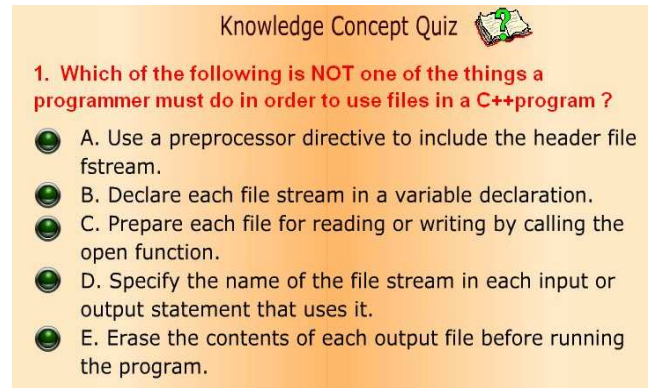 Knowledge Concept Quiz
1. Which of the following is NOT one of the things a
programmer must do in order to use files in a C++program ?
A. Use a preprocessor directive to include the header file
fstream.
B. Declare each file stream in a variable declaration.
C. Prepare each file for reading or writing by calling the
open function.
D. Specify the name of the file stream in each input or
output statement that uses it.
E. Erase the contents of each output file before running
the program.